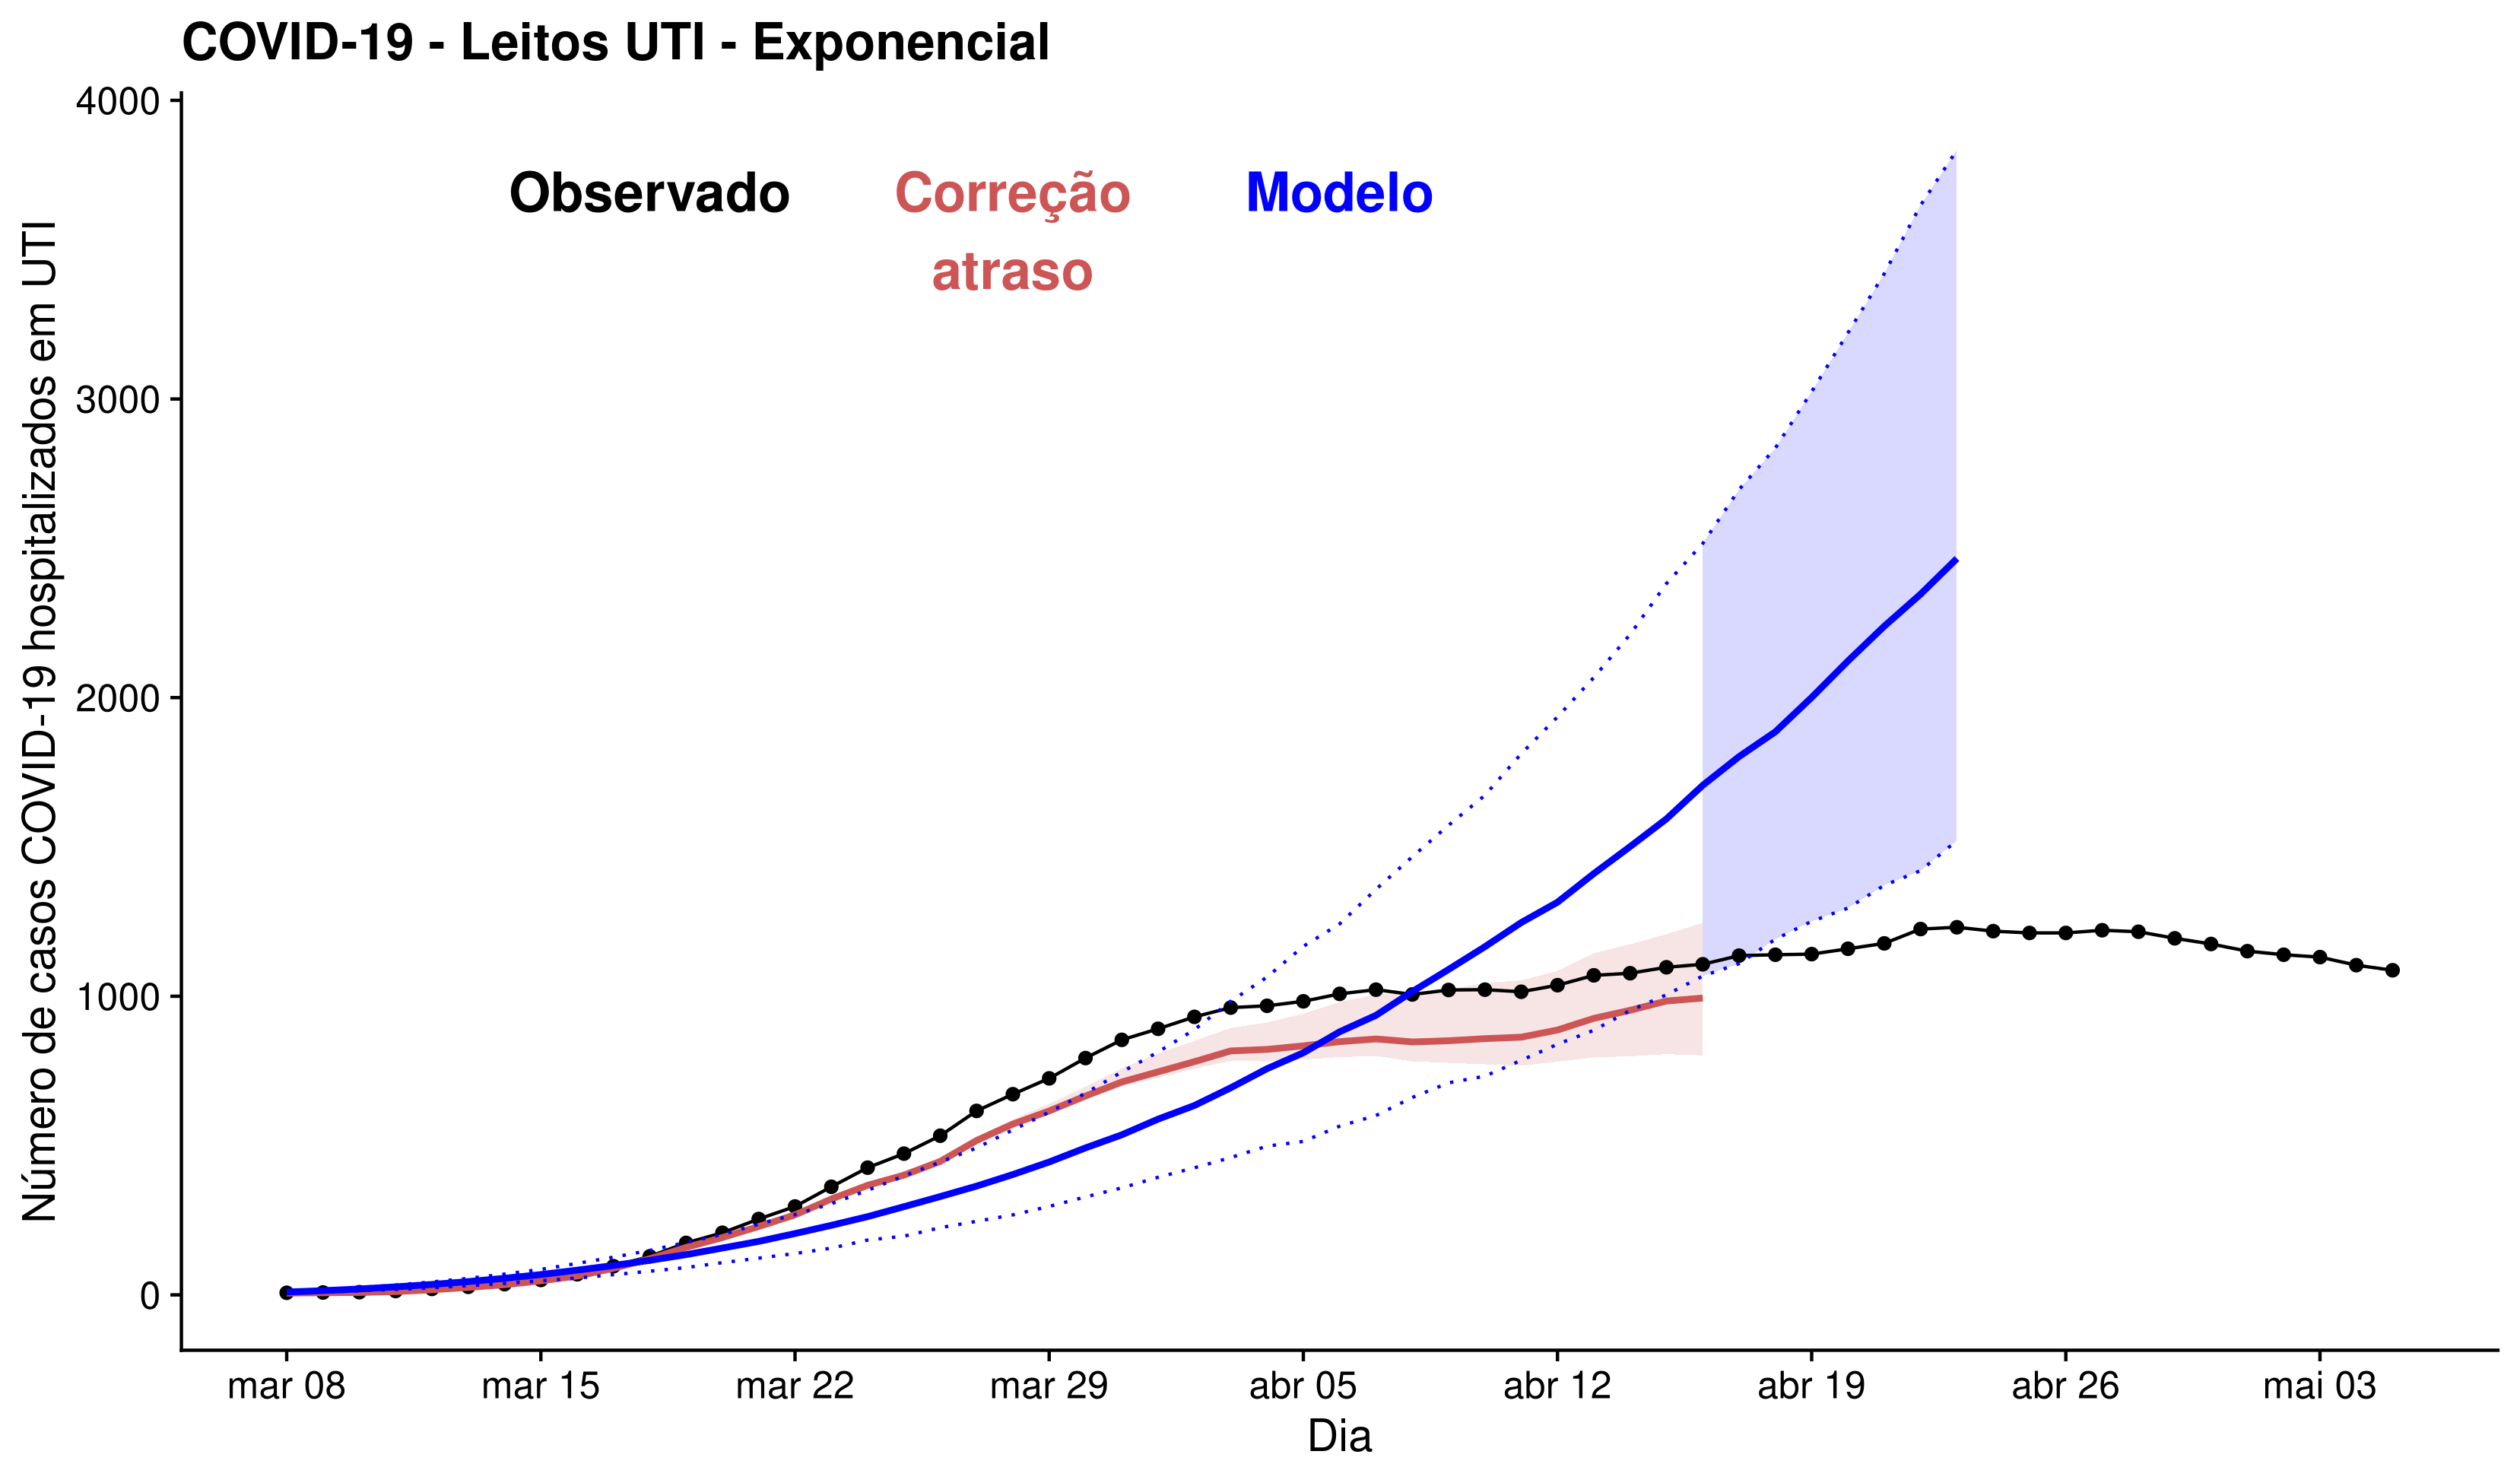 COVID-19 - Leitos UTI - Exponencial
Número de casos COVID-19 hospitalizados em UTI
4000
3000
2000
1000
0
Observado
Correção
atraso
Modelo
mar 08
mar 15
mar 22
mar 29
abr 05
abr 12
abr 19
abr 26
mai 03
Dia